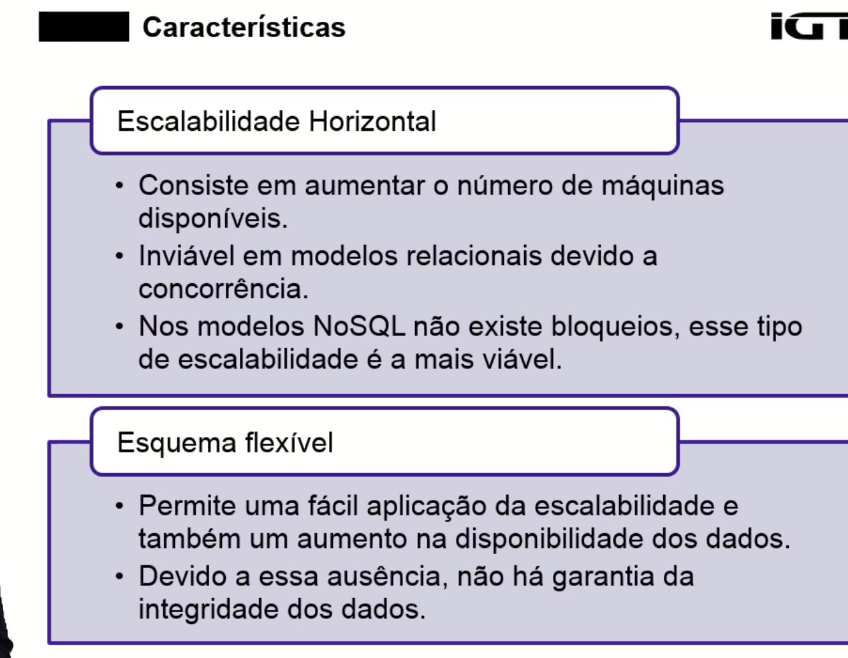 Características
iGT
Escalabilidade Horizontal
• Consiste em aumentar o número de máquinas
disponíveis.
• Inviável em modelos relacionais devido a
concorrência.
• Nos modelos NoSQL não existe bloqueios, esse tipo
de escalabilidade é a mais viável.
Esquema flexível
• Permite uma fácil aplicação da escalabilidade e
também um aumento na disponibilidade dos dados.
• Devido a essa ausência, não há garantia da
integridade dos dados.